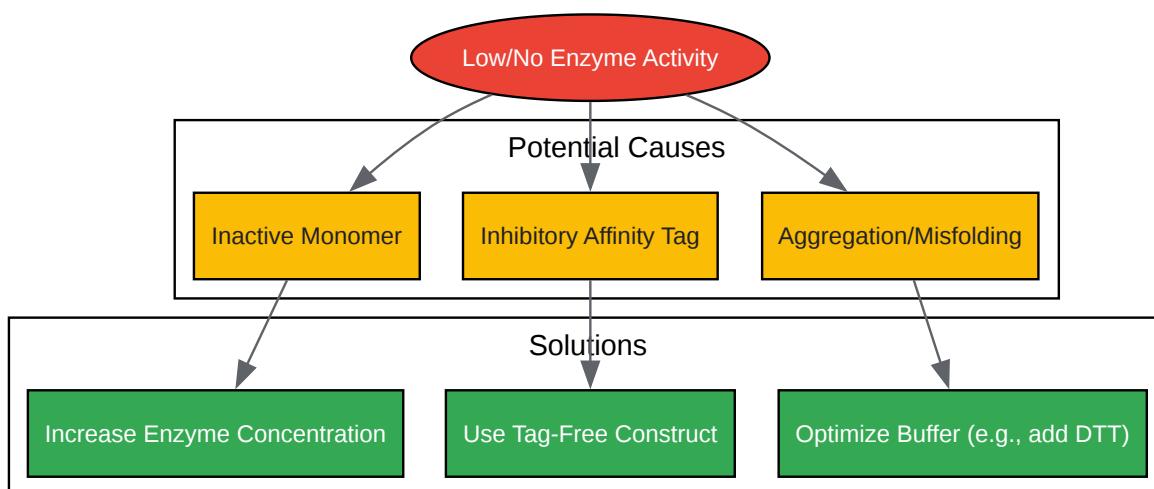 Low/No Enzyme Activity
Potential Causes
Inactive Monomer
Inhibitory Affinity Tag
Aggregation/Misfolding
Solutions
Increase Enzyme Concentration
Use Tag-Free Construct
Optimize Buffer (e.g., add DTT)